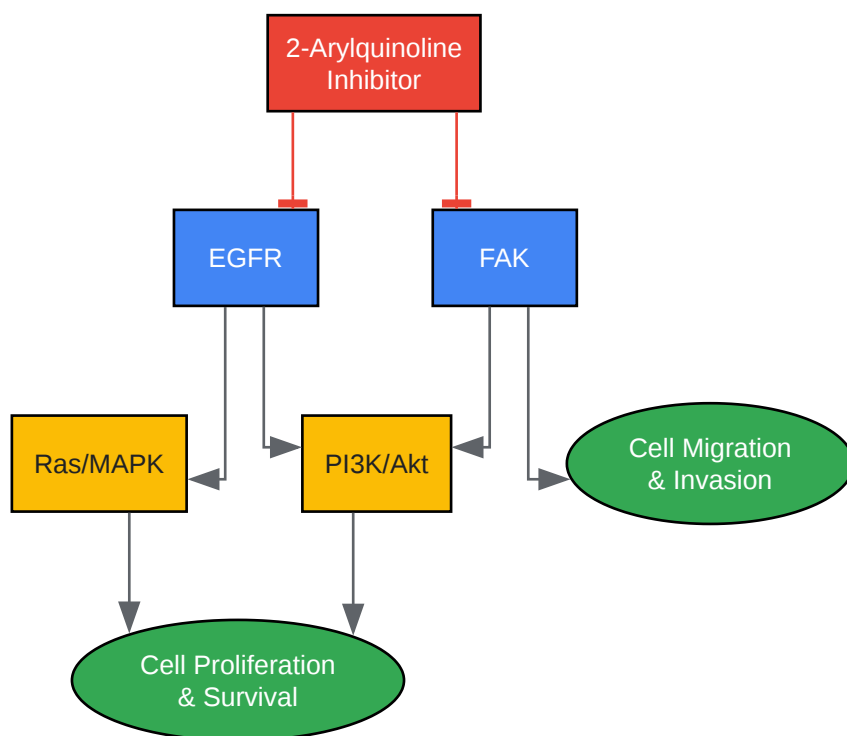 2-Arylquinoline
Inhibitor
EGFR
FAK
Ras/MAPK
PI3K/Akt
Cell Migration
& Invasion
Cell Proliferation
& Survival